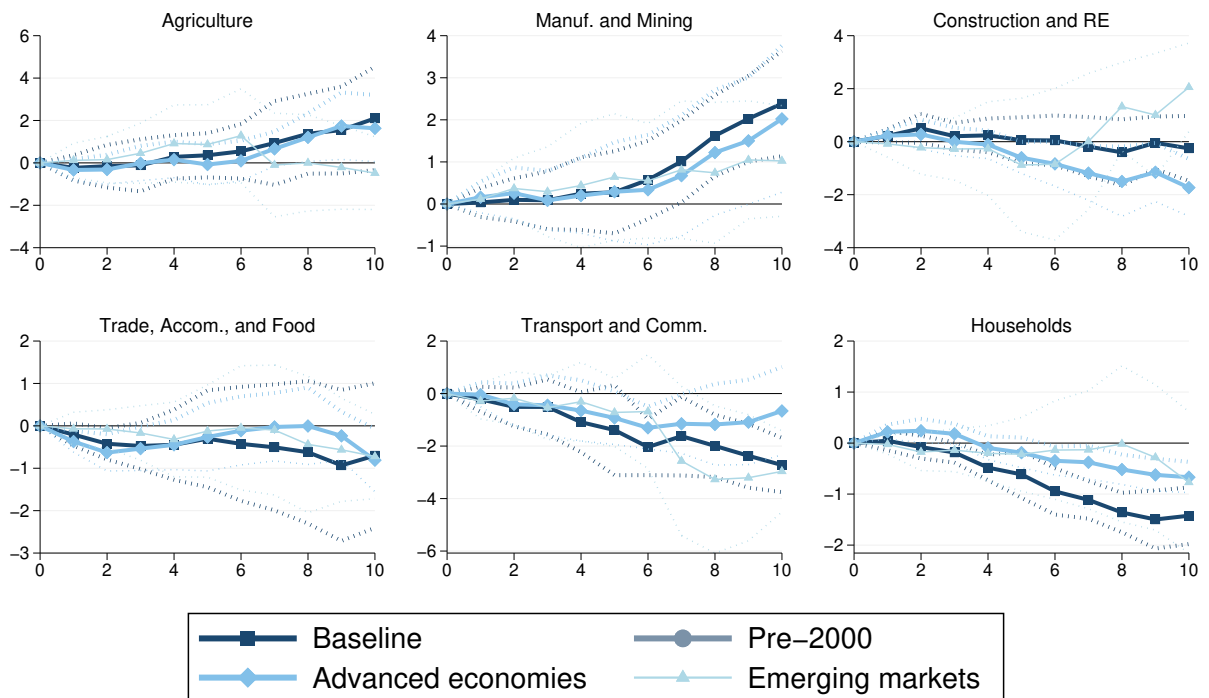 Agriculture
6
4
2
0
−2
−4
0 2 4 6 8 10
Manuf. and Mining
4
3
2
1
0
−1
0 2 4 6 8 10
Construction and RE
4
2
0
−2
−4
0 2 4 6 8 10
Trade, Accom., and Food
2
1
0
−1
−2
−3
0 2 4 6 8 10
Transport and Comm.
2
0
−2
−4
−6
0 2 4 6 8 10
Households
2
1
0
−1
−2
0 2 4 6 8 10
Baseline
Pre−2000
Advanced economies
Emerging markets